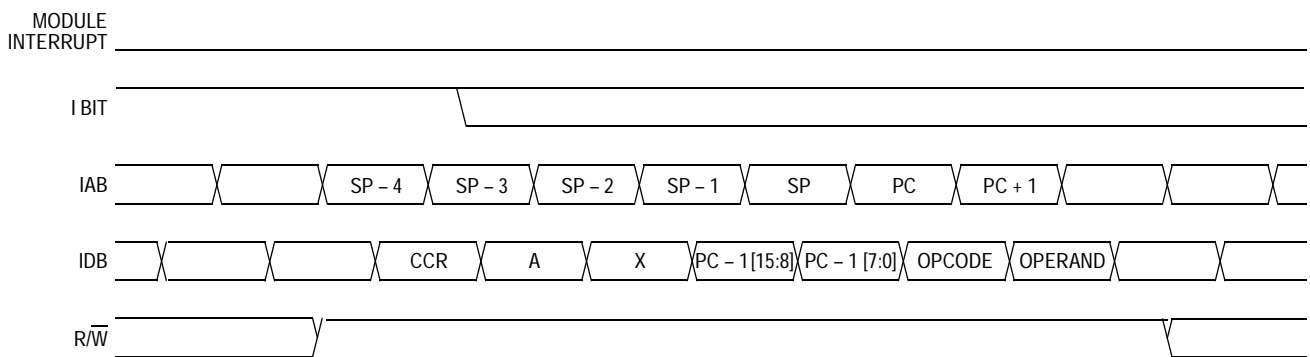 MODULE
INTERRUPT
I BIT
IAB SP – 4 SP – 3 SP – 2 SP – 1 SP PC PC + 1
IDB CCR A X PC – 1 [15:8] PC – 1 [7:0] OPCODE OPERAND
R/W̅